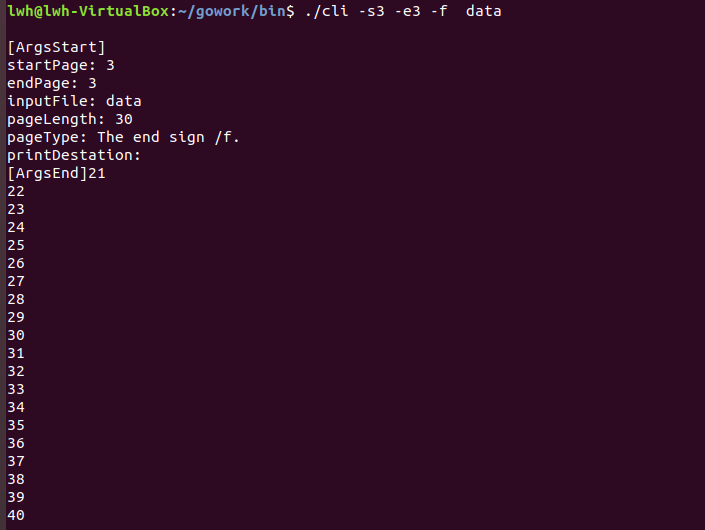 lwh@lwh-VirtualBox:~/gowork/bin$ ./cli -s3 -e3 -f  data

[ArgsStart]
startPage: 3
endPage: 3
inputFile: data
pageLength: 30
pageType: The end sign /f.
printDestation:
[ArgsEnd]21
22
23
24
25
26
27
28
29
30
31
32
33
34
35
36
37
38
39
40